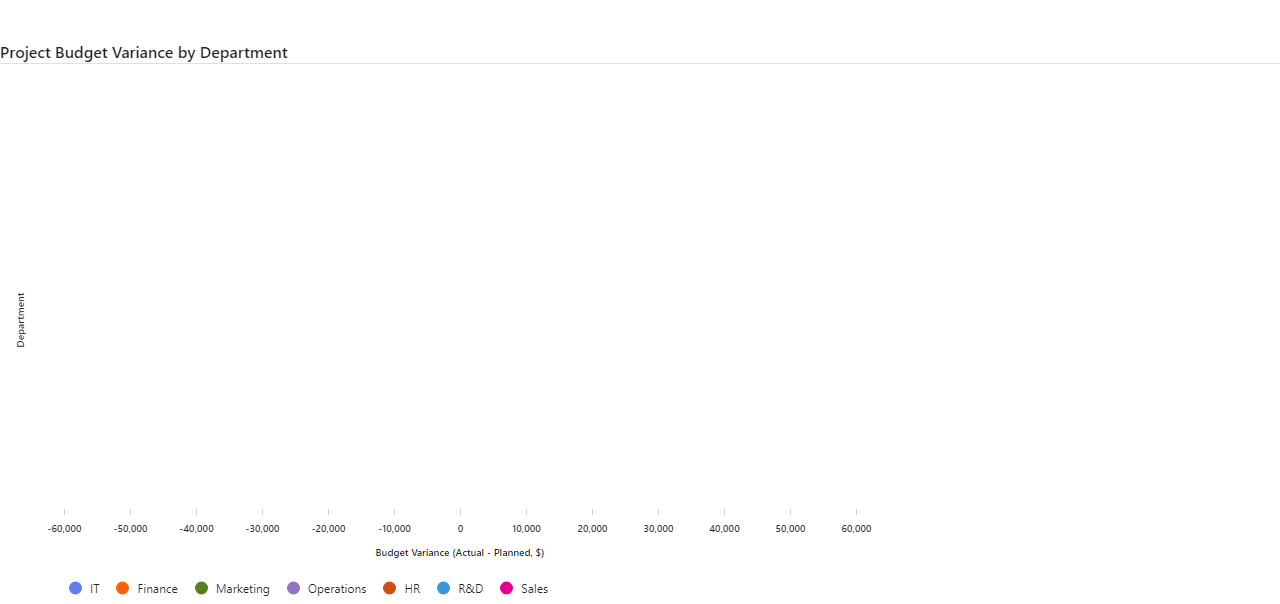 Project Budget Variance by Department
Department
-60,000 -50,000 -40,000 -30,000 -20,000 -10,000 0 10,000 20,000 30,000 40,000 50,000 60,000
Budget Variance (Actual - Planned, $)
IT Finance Marketing Operations HR R&D Sales